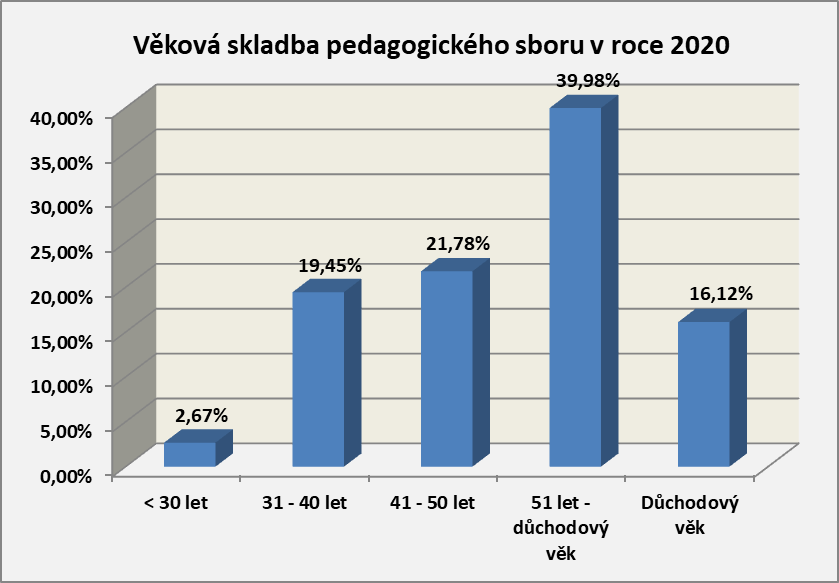 Věková skladba pedagogického sboru v roce 2020
40,00%
35,00%
30,00%
25,00%
20,00%
15,00%
10,00%
5,00%
0,00%
2,67%
19,45%
21,78%
39,98%
16,12%
< 30 let
31 - 40 let
41 - 50 let
51 let -
důchodový
věk
Důchodový
věk